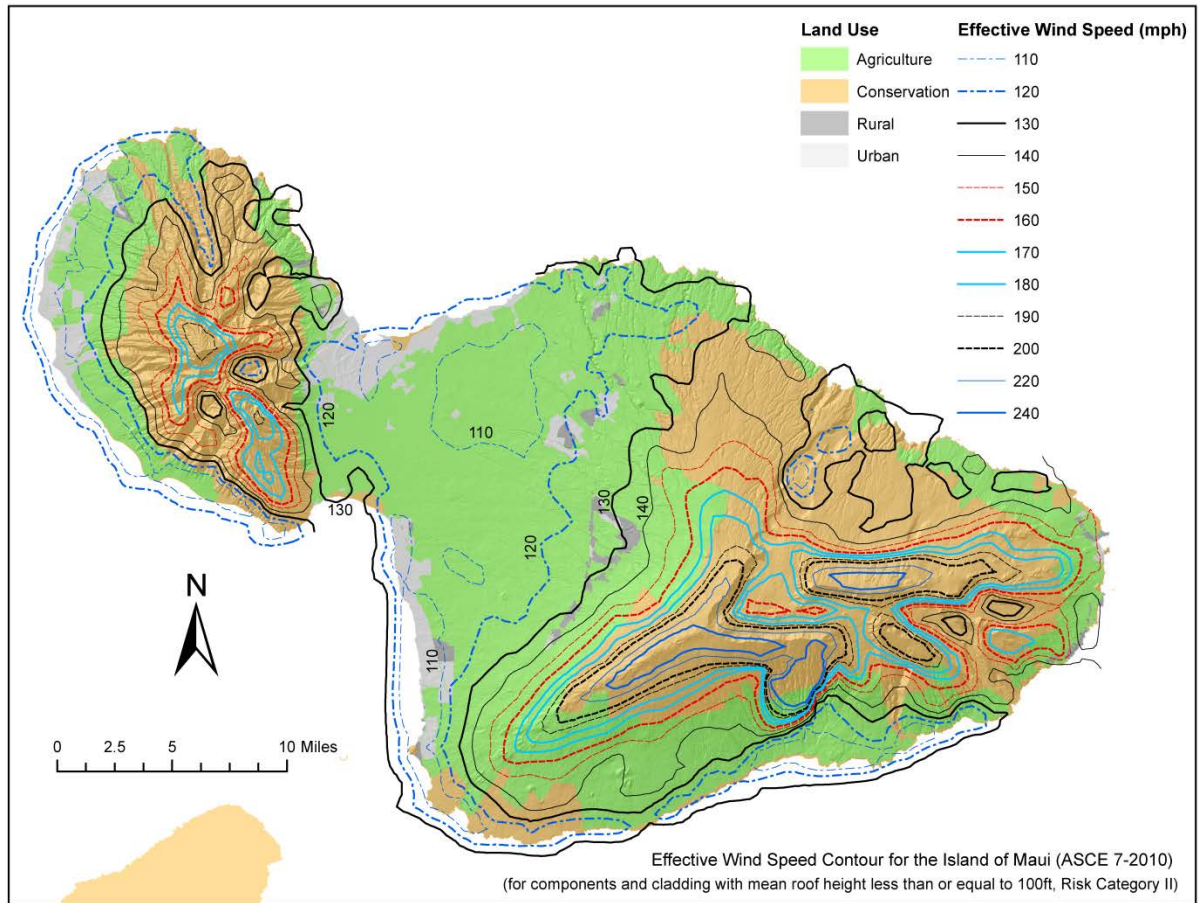 Land Use
Agriculture
Conservation
Rural
Urban
Effective Wind Speed (mph)
110
120
130
140
150
160
170
180
190
200
220
240
120
110
130
130
140
120
110
N
0 2.5 5 10 Miles
Effective Wind Speed Contour for the Island of Maui (ASCE 7-2010)
(for components and cladding with mean roof height less than or equal to 100ft, Risk Category II)